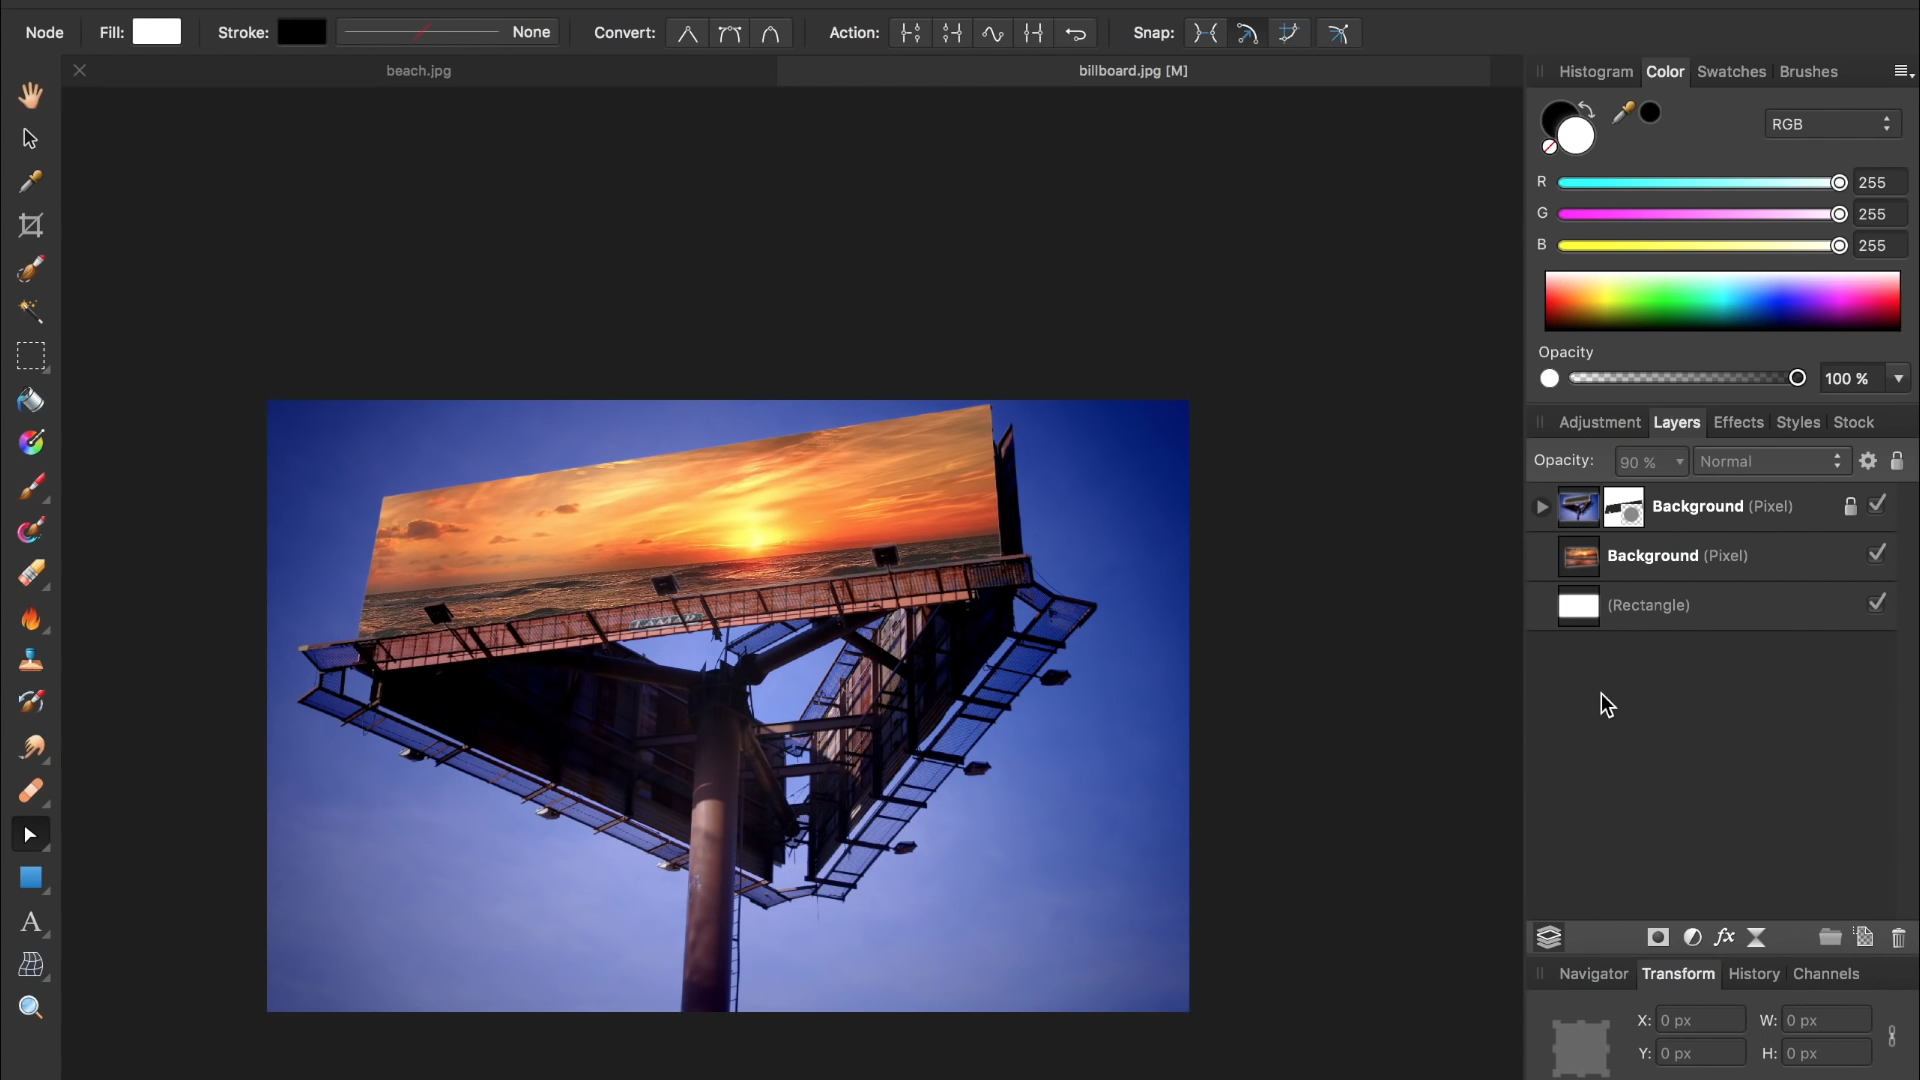 Node
Fill:
Stroke:
None
Convert:
Action:
Snap:
beach.jpg
billboard.jpg [M]
Histogram
Color
Swatches
Brushes
RGB
R
255
G
255
B
255
Opacity
100 %
Adjustment
Layers
Effects
Styles
Stock
Opacity:
90 %
Normal
Background (Pixel)
Background (Pixel)
(Rectangle)
fx
Navigator
Transform
History
Channels
X:
0 px
W:
0 px
Y:
0 px
H:
0 px